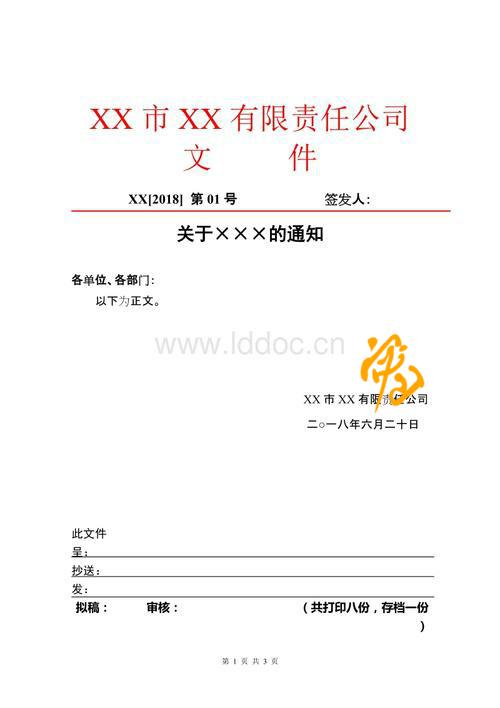 XX 市 XX 有限责任公司
文 件
XX[2018] 第 01 号 签发人：
关于×××的通知
各单位、各部门：
以下为正文。
www.lddoc.cn
XX 市 XX 有限责任公司
二○一八年六月二十日
此文件
呈：
抄送：
发：
拟稿： 审核： （共打印八份，存档一份
）
第 1 页 共 3 页